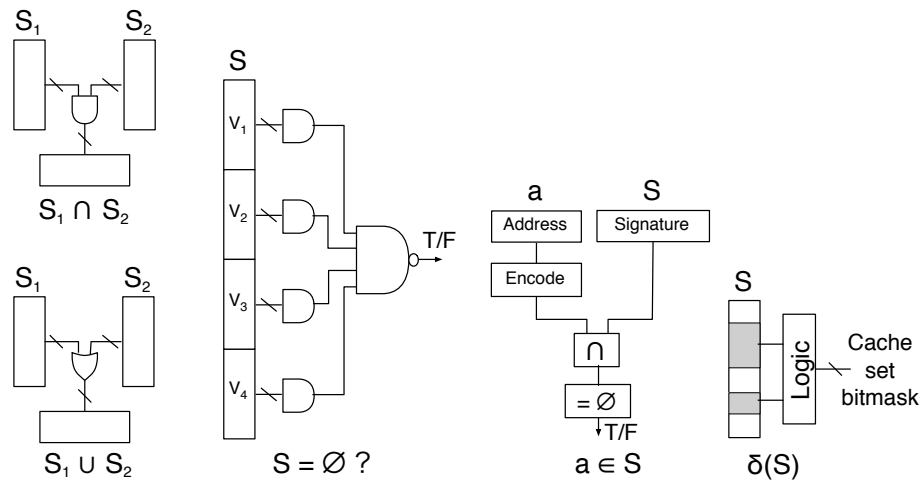 S1 S2
S1 ∩ S2
S1 S2
S1 ∪ S2
S
V1
V2
V3
V4
T/F
S = ∅ ?
a S
Address Signature
Encode
∩
= ∅
T/F
a ∈ S
S
Logic
Cache
set
bitmask
δ(S)